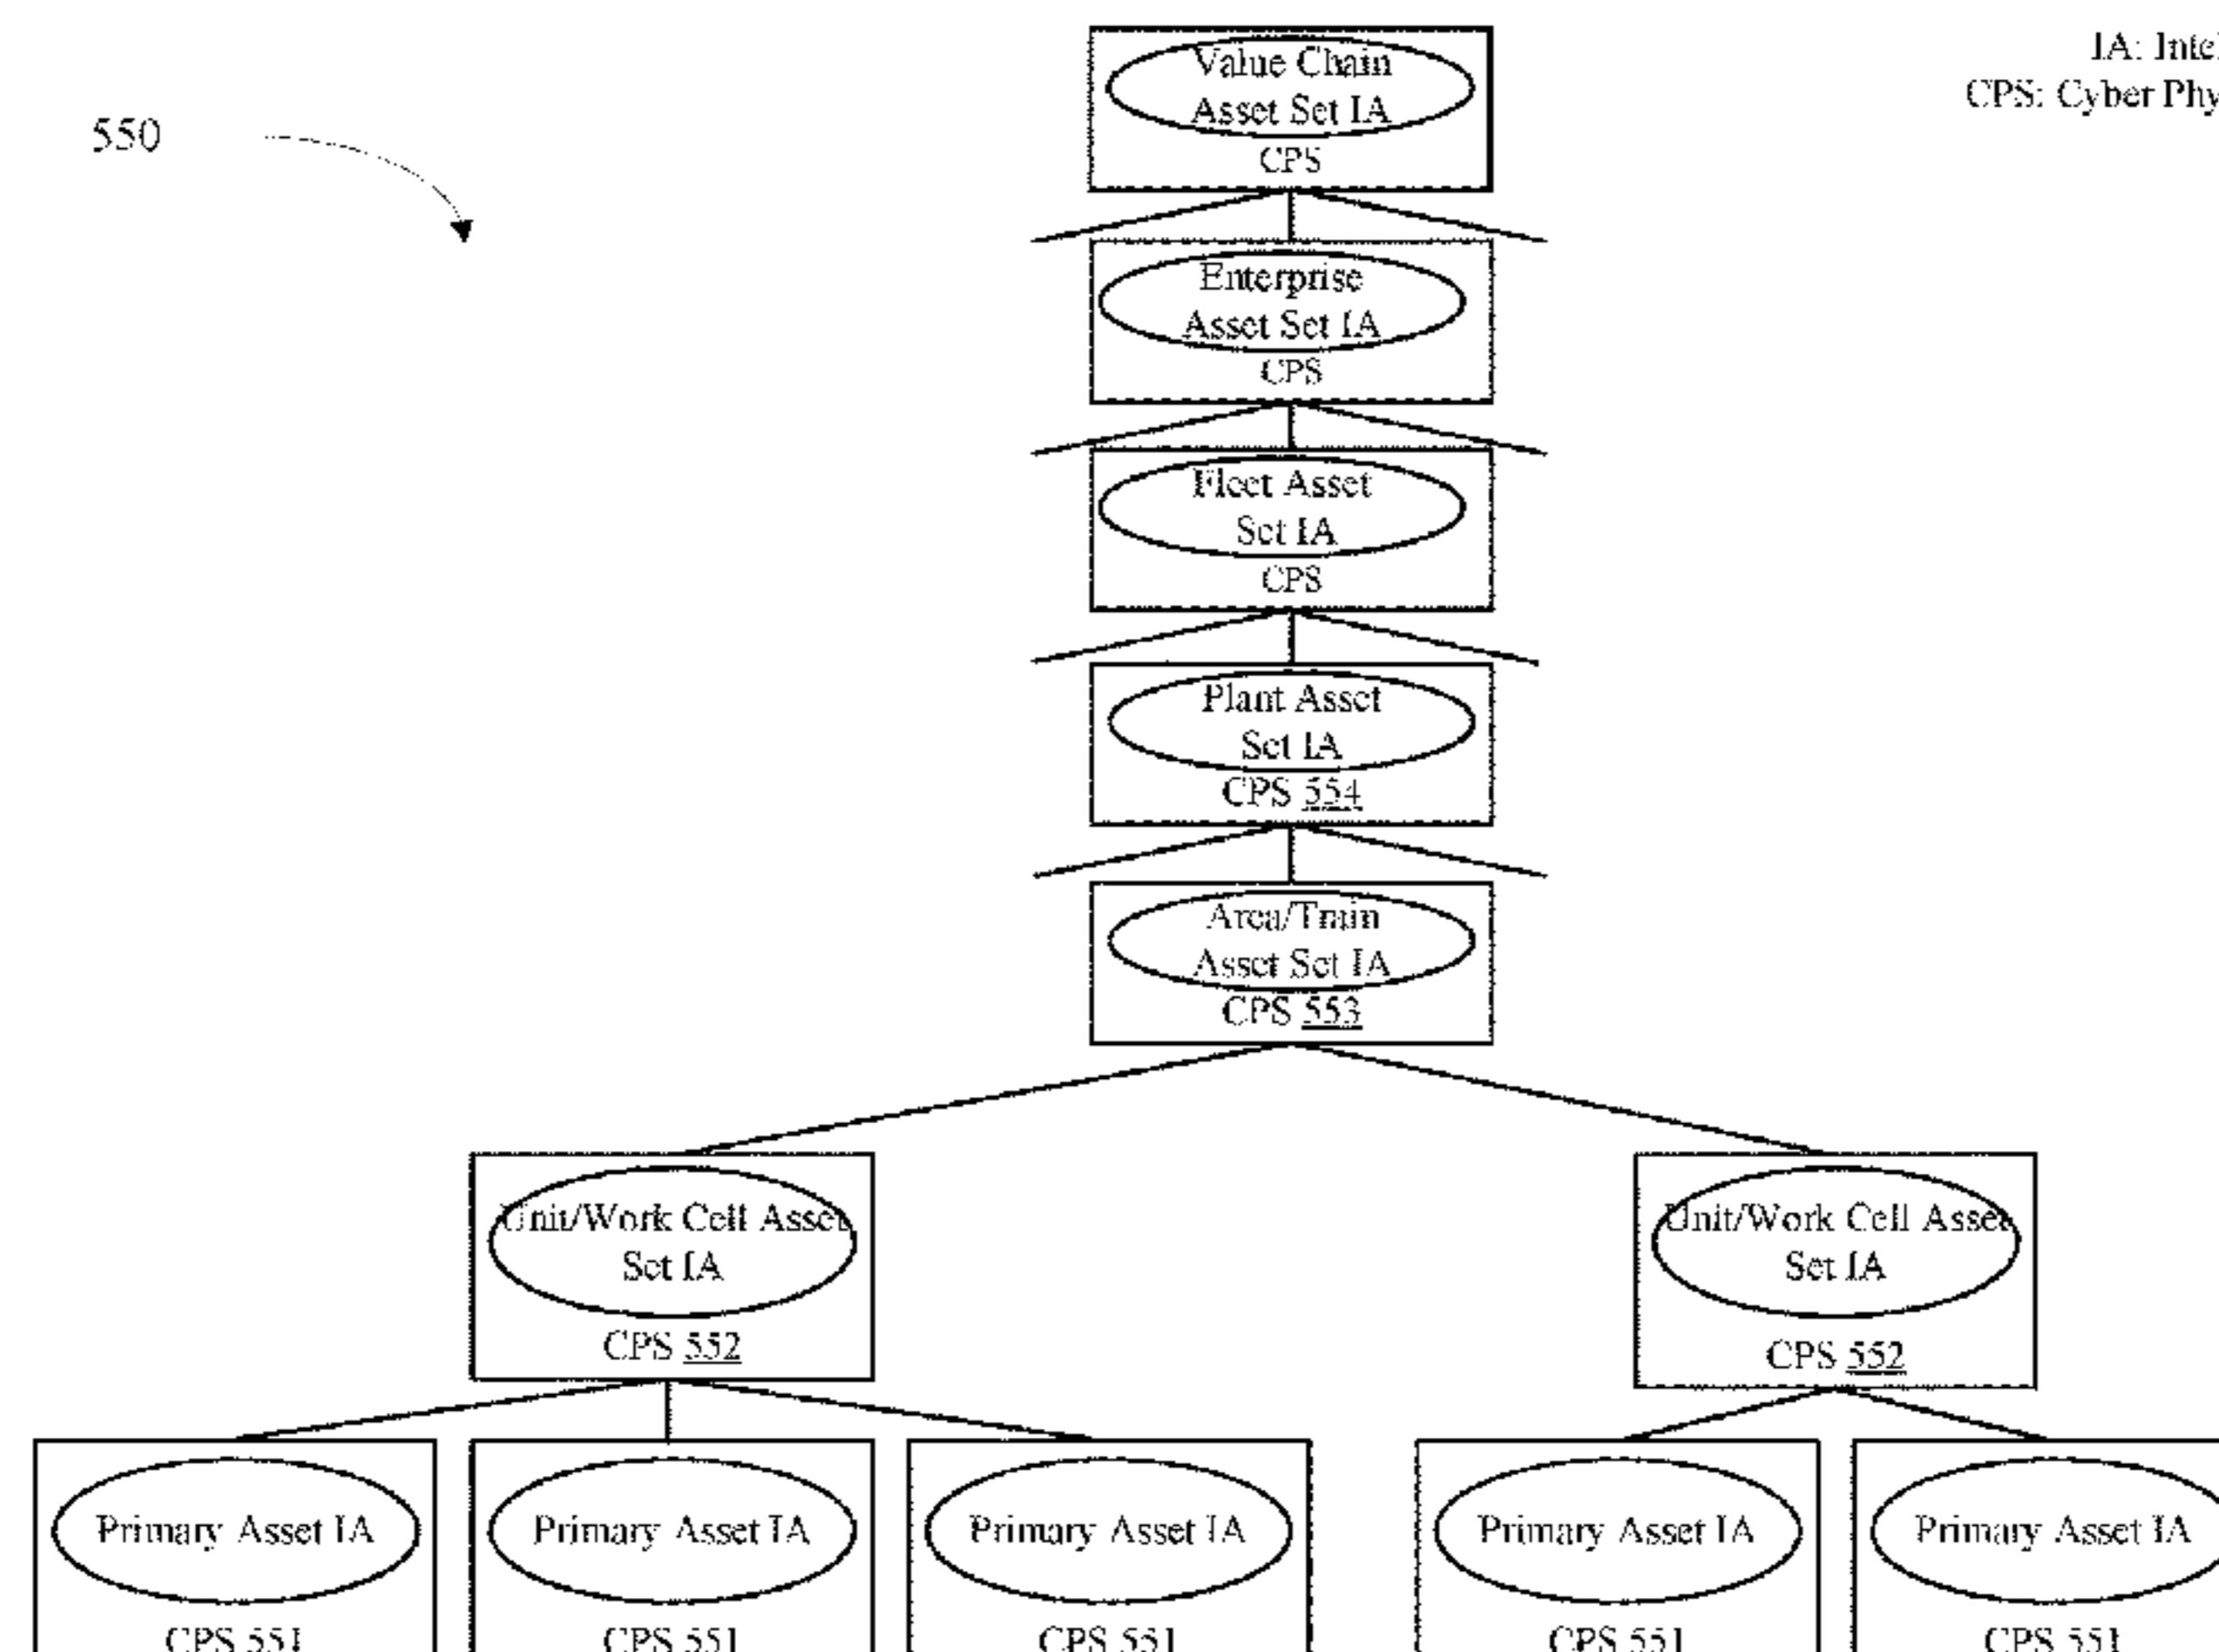 IA: Intel
CPS: Cyber Phy
550
Value Chain
Asset Set IA
CPS
Enterprise
Asset Set IA
CPS
Fleet Asset
Set IA
CPS
Plant Asset
Set IA
CPS 554
Area/Train
Asset Set IA
CPS 553
Unit/Work Cell Asset
Set IA
CPS 552
Unit/Work Cell Asset
Set IA
CPS 552
Primary Asset IA
CPS 551
Primary Asset IA
CPS 551
Primary Asset IA
CPS 551
Primary Asset IA
CPS 551
Primary Asset IA
CPS 551